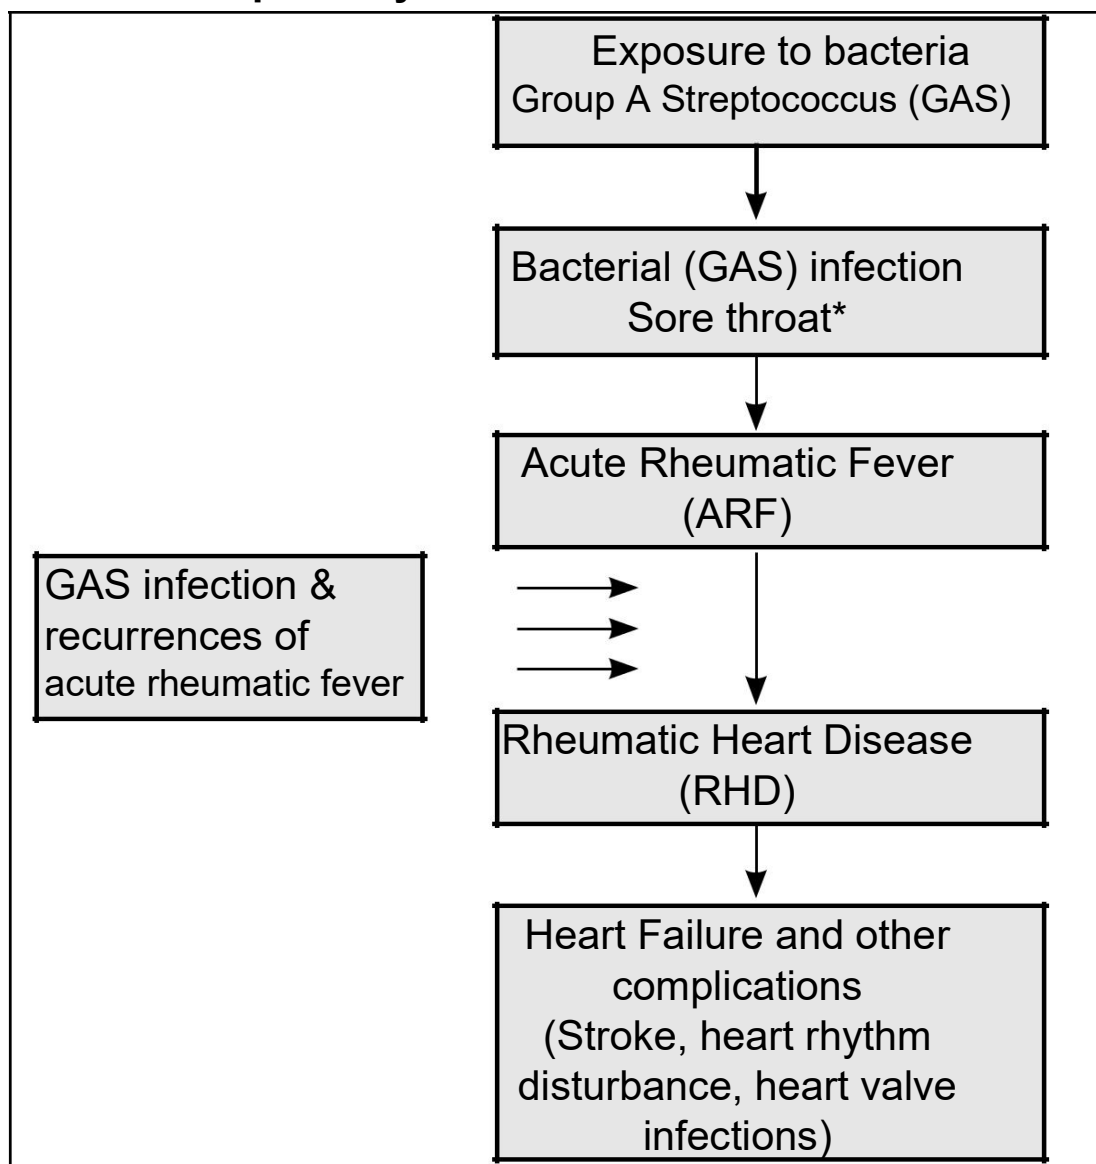 Exposure to bacteria
Group A Streptococcus (GAS)
Bacterial (GAS) infection
Sore throat*
Acute Rheumatic Fever
(ARF)
GAS infection &
recurrences of
acute rheumatic fever
Rheumatic Heart Disease
(RHD)
Heart Failure and other
complications
(Stroke, heart rhythm
disturbance, heart valve
infections)